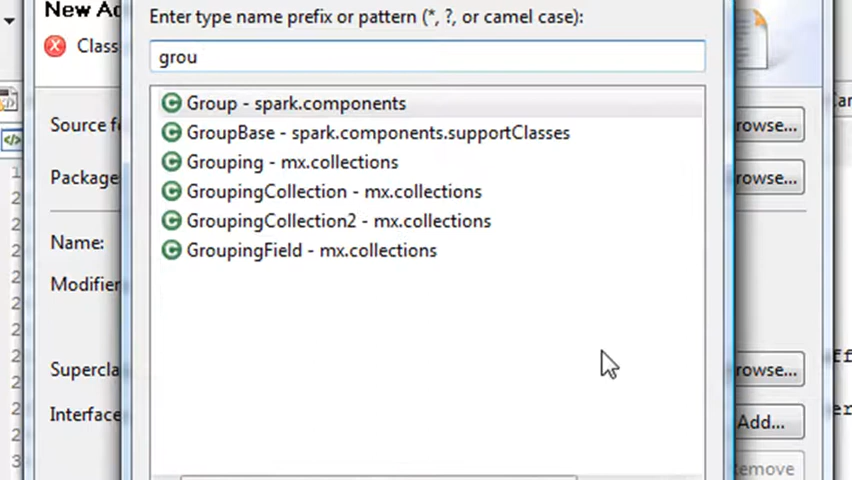 New Ad
Enter type name prefix or pattern (*, ?, or camel case):
Class
grou
Group - spark.components
GroupBase - spark.components.supportClasses
Grouping - mx.collections
GroupingCollection - mx.collections
GroupingCollection2 - mx.collections
GroupingField - mx.collections
Source fo
rowse...
Package
rowse...
Name:
Modifier
Supercla
rowse...
Interface
Add...
emove